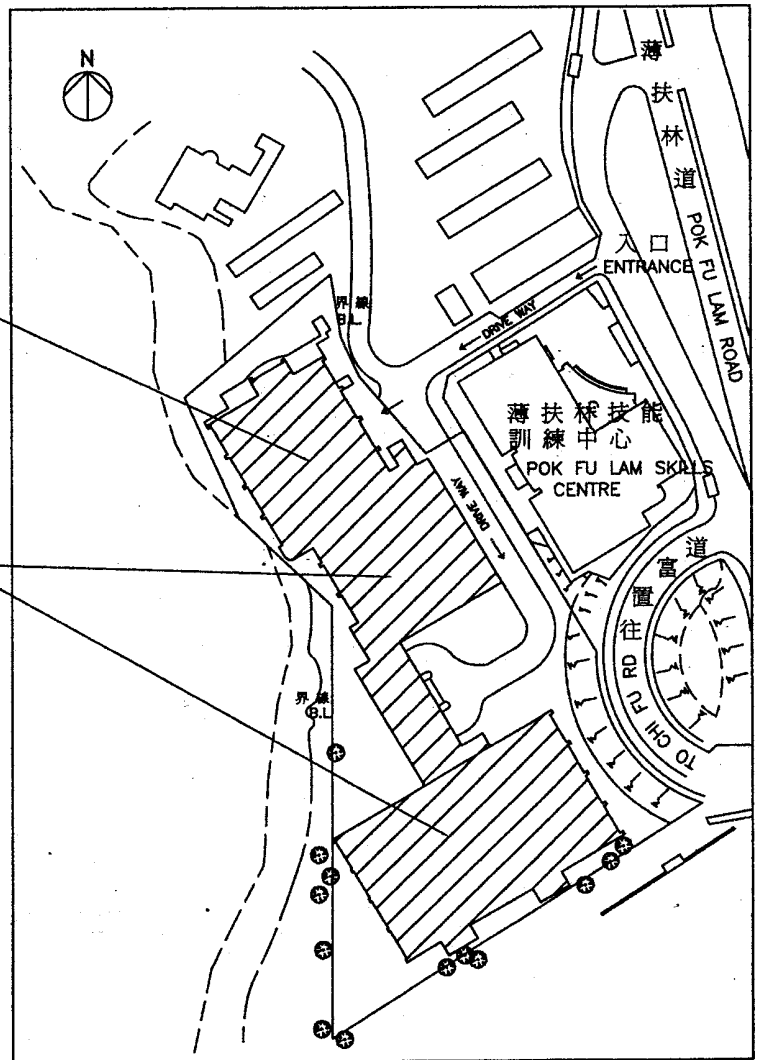 N
薄扶林道
POK FU LAM ROAD
入口
ENTRANCE
界線
B.L.
DRIVE WAY
薄扶林技能
訓練中心
POK FU LAM SKILLS
CENTRE
DRIVE WAY
往置富道
TO CHI FU RD
界線
B.L.